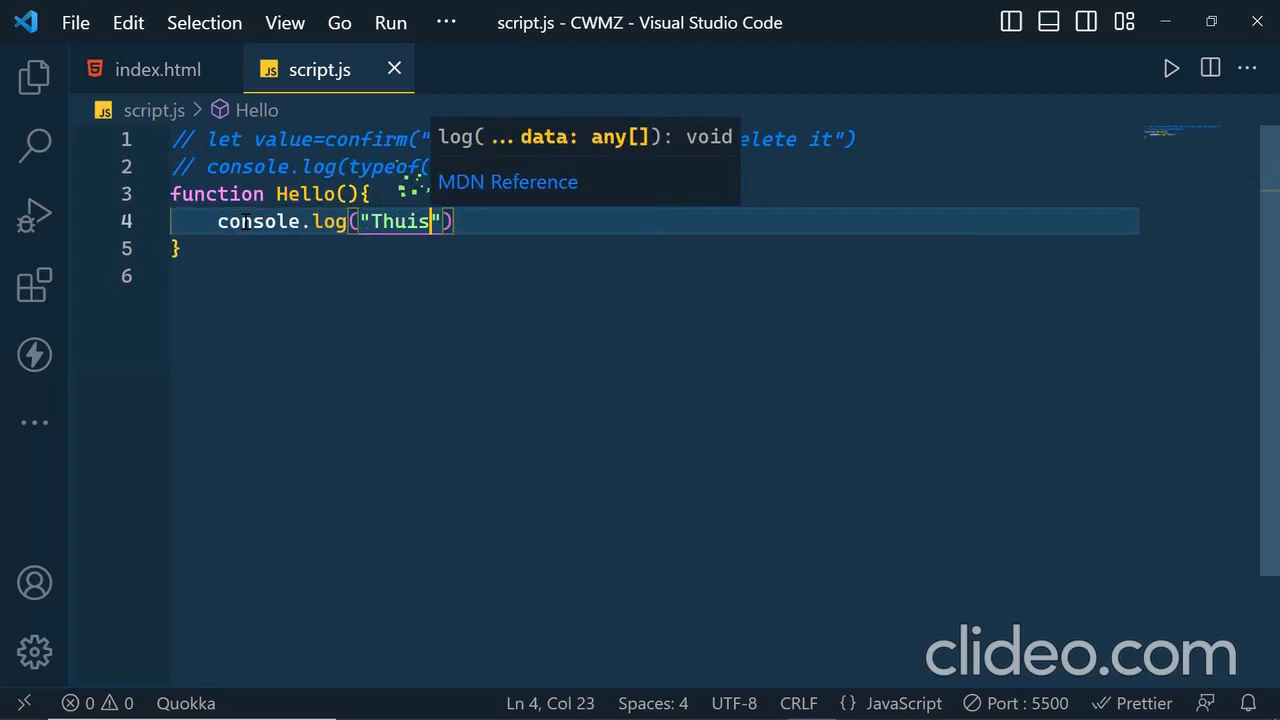 File Edit Selection View Go Run ··· script.js - CWMZ - Visual Studio Code
index.html script.js
script.js > Hello
1 // let value=confirm(" elete it")
log(...data: any[]): void
2 // console.log(typeof(
MDN Reference
3 function Hello(){
4 console.log("Thuis")
5 }
6
clideo.com
0 0 Quokka Ln 4, Col 23 Spaces: 4 UTF-8 CRLF {} JavaScript Port : 5500 Prettier